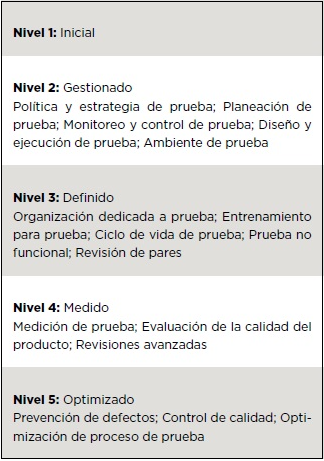 Nivel 1: Inicial
Nivel 2: Gestionado
Política y estrategia de prueba; Planeación de
prueba; Monitoreo y control de prueba; Diseño y
ejecución de prueba; Ambiente de prueba
Nivel 3: Definido
Organización dedicada a prueba; Entrenamiento
para prueba; Ciclo de vida de prueba; Prueba no
funcional; Revisión de pares
Nivel 4: Medido
Medición de prueba; Evaluación de la calidad del
producto; Revisiones avanzadas
Nivel 5: Optimizado
Prevención de defectos; Control de calidad; Opti-
mización de proceso de prueba